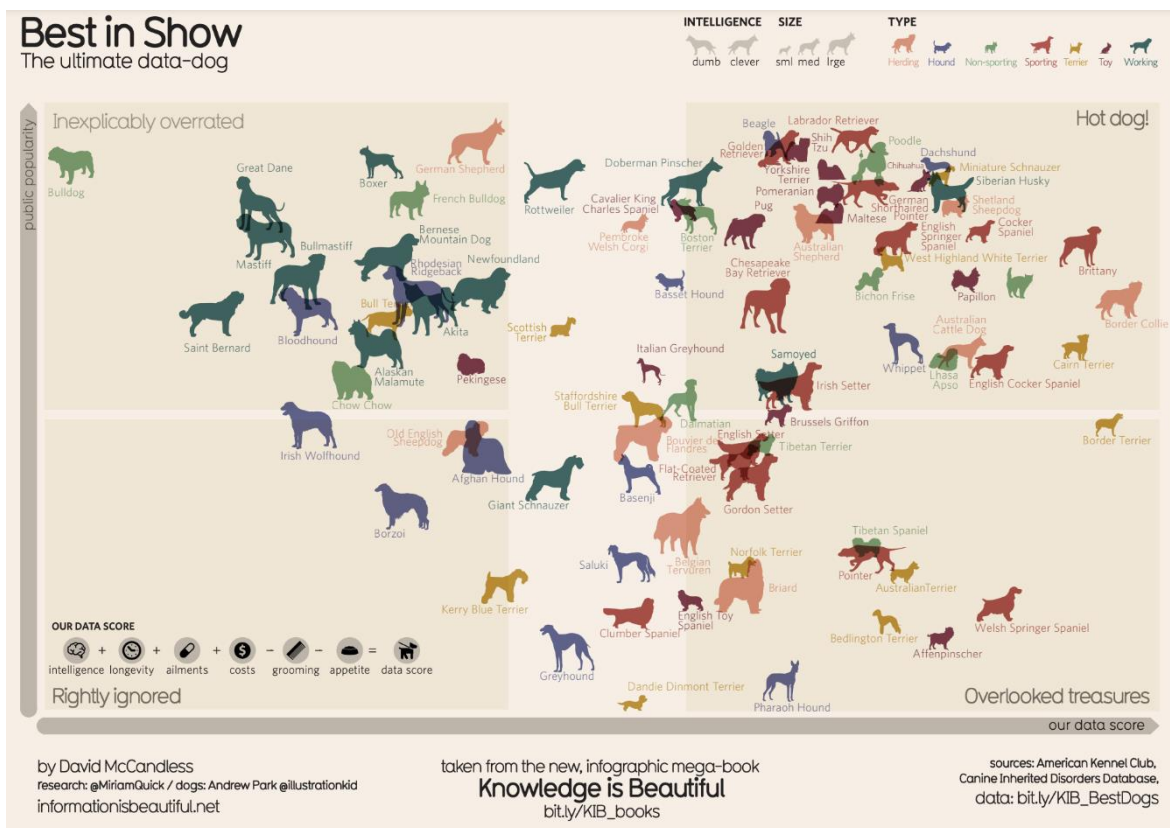 Best in Show
The ultimate data-dog
INTELLIGENCE
dumb clever
SIZE
sml med lrge
TYPE
Herding Hound Non-sporting Sporting Terrier Toy Working
public popularity
Inexplicably overrated
Hot dog!
Bulldog
Great Dane
Boxer
German Shepherd
French Bulldog
Mastiff
Bullmastiff
Bernese
Mountain Dog
Rhodesian
Ridgeback
Newfoundland
Saint Bernard
Bloodhound
Bull Te
Akita
Alaskan
Malamute
Pekingese
Chow Chow
Rottweiler
Doberman Pinscher
Cavalier King
Charles Spaniel
Pembroke
Welsh Corgi
Boston
Terrier
Basset Hound
Scottish
Terrier
Italian Greyhound
Beagle
Labrador Retriever
Golden
Retriever
Shih
Tzu
Yorkshire
Terrier
Pomeranian
Pug
Poodle
Chihuahua
Dachshund
Miniature Schnauzer
Siberian Husky
German
Shorthaired
Pointer
Maltese
Shetland
Sheepdog
Australian
Shepherd
English
Springer
Spaniel
Cocker
Spaniel
Brittany
West Highland White Terrier
Chesapeake
Bay Retriever
Bichon Frise
Papillon
Border Collie
Whippet
Australian
Cattle Dog
Lhasa
Apso
English Cocker Spaniel
Cairn Terrier
Samoyed
Irish Setter
Staffordshire
Bull Terrier
Dalmatian
Brussels Griffon
Border Terrier
Irish Wolfhound
Old English
Sheepdog
Afghan Hound
Borzoi
Giant Schnauzer
Bouvier de
Flandres
English Setter
Tibetan Terrier
Flat-Coated
Retriever
Basenji
Gordon Setter
Belgian
Tervuren
Saluki
Norfolk Terrier
Briard
Tibetan Spaniel
Pointer
AustralianTerrier
Kerry Blue Terrier
Clumber Spaniel
English Toy
Spaniel
Bedlington Terrier
Affenpinscher
Welsh Springer Spaniel
Greyhound
Dandie Dinmont Terrier
Pharaoh Hound
OUR DATA SCORE
+ + + $ - - =
intelligence longevity ailments costs grooming appetite data score
Rightly ignored
Overlooked treasures
our data score
by David McCandless
research: @MiriamQuick / dogs: Andrew Park @illustrationkid
informationisbeautiful.net
taken from the new, infographic mega-book
Knowledge is Beautiful
bit.ly/KIB_books
sources: American Kennel Club,
Canine Inherited Disorders Database,
data: bit.ly/KIB_BestDogs